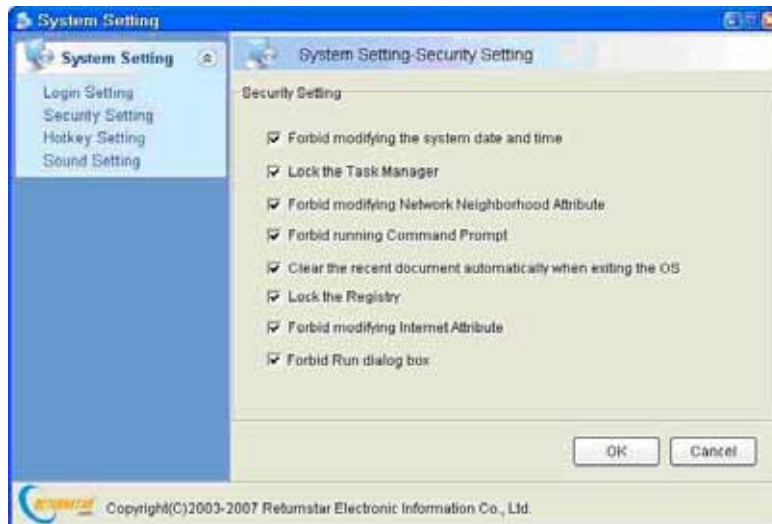 System Setting
System Setting
System Setting-Security Setting
Login Setting
Security Setting
Hotkey Setting
Sound Setting
Security Setting
Forbid modifying the system date and time
Lock the Task Manager
Forbid modifying Network Neighborhood Attribute
Forbid running Command Prompt
Clear the recent document automatically when exiting the OS
Lock the Registry
Forbid modifying Internet Attribute
Forbid Run dialog box
OK
Cancel
RETURNSTAR
Copyright(C)2003-2007 Returnstar Electronic Information Co., Ltd.